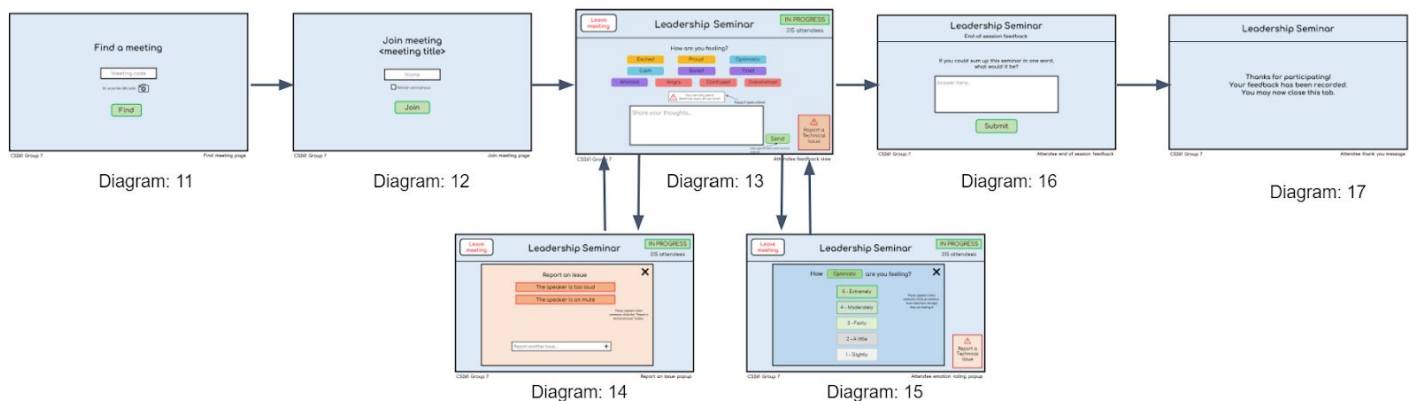 Find a meeting
Meeting code
Find
CS261 Group 7
Find meeting page
Diagram: 11
Join meeting
<meeting title>
Name
Join
CS261 Group 7
Join meeting page
Diagram: 12
Leave meeting
Leadership Seminar
IN PROGRESS
315 attendees
How are you feeling?
Excited
Proud
Optimistic
Calm
Bored
Tired
Anxious
Angry
Confused
Share your thoughts...
Send
Report a
Technical
Issue
CS261 Group 7
Attendee feedback view
Diagram: 13
Leadership Seminar
End of session feedback
If you could sum up this seminar in one word,
what would it be?
Answer here...
Submit
CS261 Group 7
Attendee end of session feedback
Diagram: 16
Leadership Seminar
Thanks for participating!
Your feedback has been recorded.
You may now close this tab.
CS261 Group 7
Attendee thank you message
Diagram: 17
Leave
meeting
Leadership Seminar
IN PROGRESS
315 attendees
Report an issue
X
The speaker is too loud
The speaker is on mute
Report another issue...
+
CS261 Group 7
Report an issue popup
Diagram: 14
Leave
meeting
Leadership Seminar
IN PROGRESS
315 attendees
How Optimistic are you feeling?
X
5 - Extremely
4 - Moderately
3 - Fairly
2 - A little
1 - Slightly
Report a
Technical
Issue
CS261 Group 7
Attendee emotion rating popup
Diagram: 15